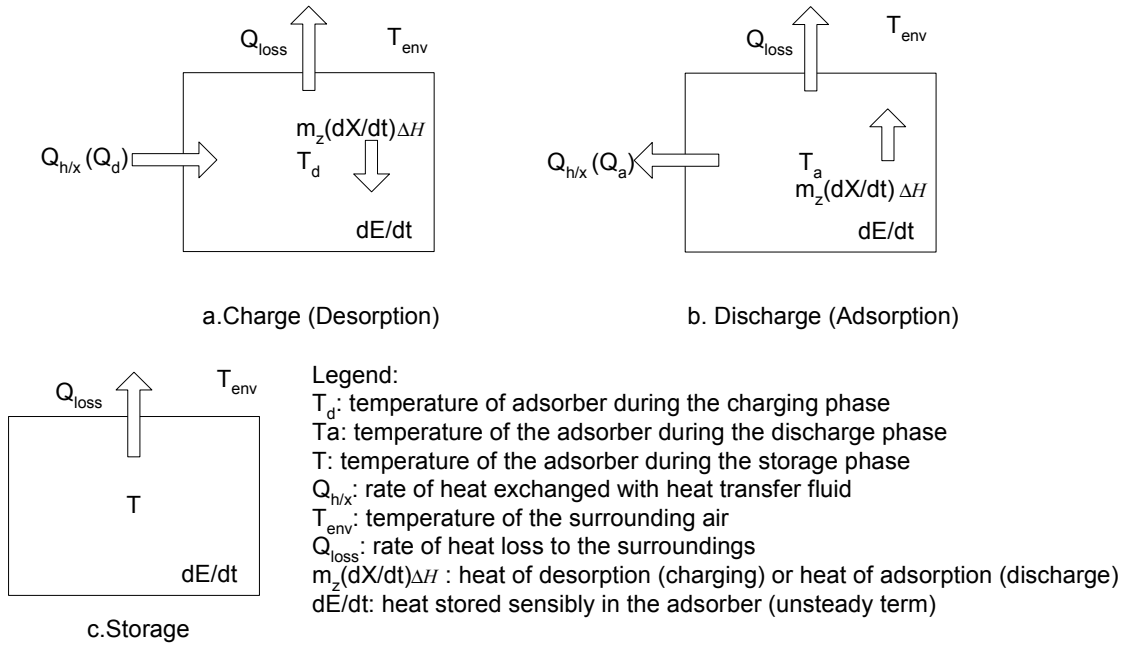 Q_loss T_env
Q_h/x (Q_d)
m_z(dX/dt)ΔH
T_d
dE/dt
a.Charge (Desorption)
Q_loss T_env
Q_h/x (Q_a)
T_a
m_z(dX/dt) ΔH
dE/dt
b. Discharge (Adsorption)
Q_loss T_env
T
dE/dt
c.Storage
Legend:
T_d: temperature of adsorber during the charging phase
Ta: temperature of the adsorber during the discharge phase
T: temperature of the adsorber during the storage phase
Q_h/x: rate of heat exchanged with heat transfer fluid
T_env: temperature of the surrounding air
Q_loss: rate of heat loss to the surroundings
m_z(dX/dt)ΔH : heat of desorption (charging) or heat of adsorption (discharge)
dE/dt: heat stored sensibly in the adsorber (unsteady term)